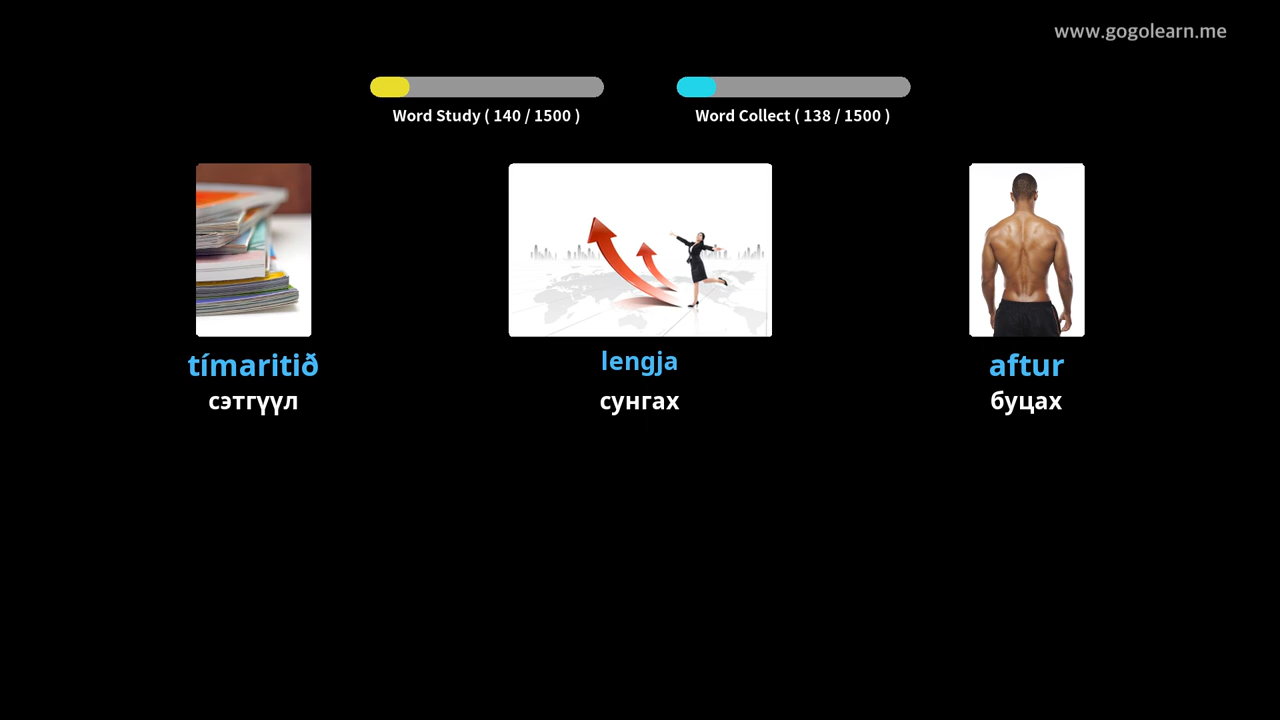 www.gogolearn.me
Word Study ( 140 / 1500 )
Word Collect ( 138 / 1500 )
tímaritið
сэтгүүл
lengja
сунгах
aftur
буцах